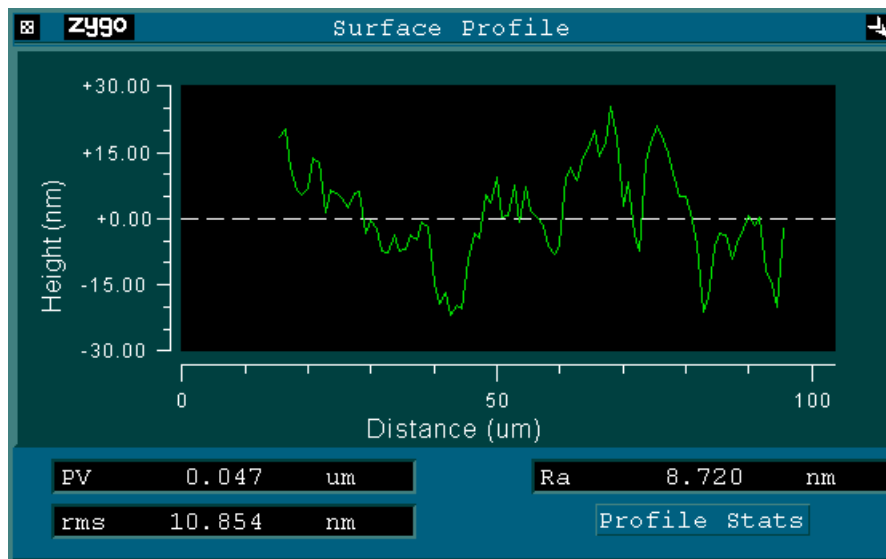 zygo Surface Profile
+30.00
+15.00
+0.00
-15.00
-30.00
Height (nm)
0 50 100
Distance (um)
PV 0.047 um
Ra 8.720 nm
rms 10.854 nm
Profile Stats